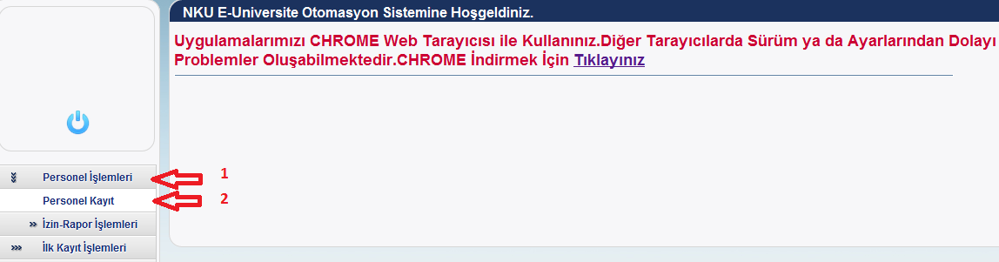 NKU E-Universite Otomasyon Sistemine Hoşgeldiniz.
Uygulamalarımızı CHROME Web Tarayıcısı ile Kullanınız.Diğer Tarayıcılarda Sürüm ya da Ayarlarından Dolayı
Problemler Oluşabilmektedir.CHROME İndirmek İçin Tıklayınız
Personel İşlemleri 1
Personel Kayıt 2
İzin-Rapor İşlemleri
İlk Kayıt İşlemleri